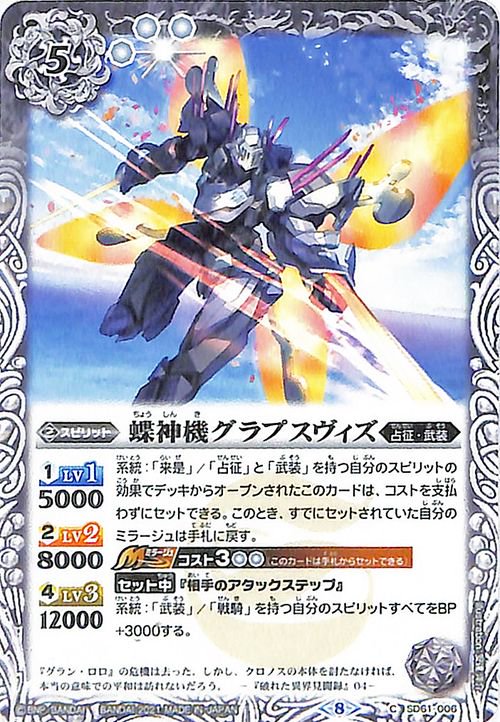 5
スピリット 蝶神機グラプスヴィズ 占征・武装
ちょう しん き
1 LV1 5000
系統:「来是」/「占征」と「武装」を持つ自分のスピリットの
効果でデッキからオープンされたこのカードは、コストを支払
わずにセットできる。このとき、すでにセットされていた自分の
ミラージュは手札に戻す。
2 LV2 8000
ミラージュ コスト3 このカードは手札からセットできる
セット中『相手のアタックステップ』
系統:「武装」/「戦騎」を持つ自分のスピリットすべてをBP
+3000する。
4 LV3 12000
『グラン・ロロ』の危機は去った。しかし、クロノスの本体を討たなければ、
本当の意味での平和は訪れないだろう。 ―『破れた異界見聞録』04―
BANDAI 2021 MADE IN JAPAN
8
C SD61-006